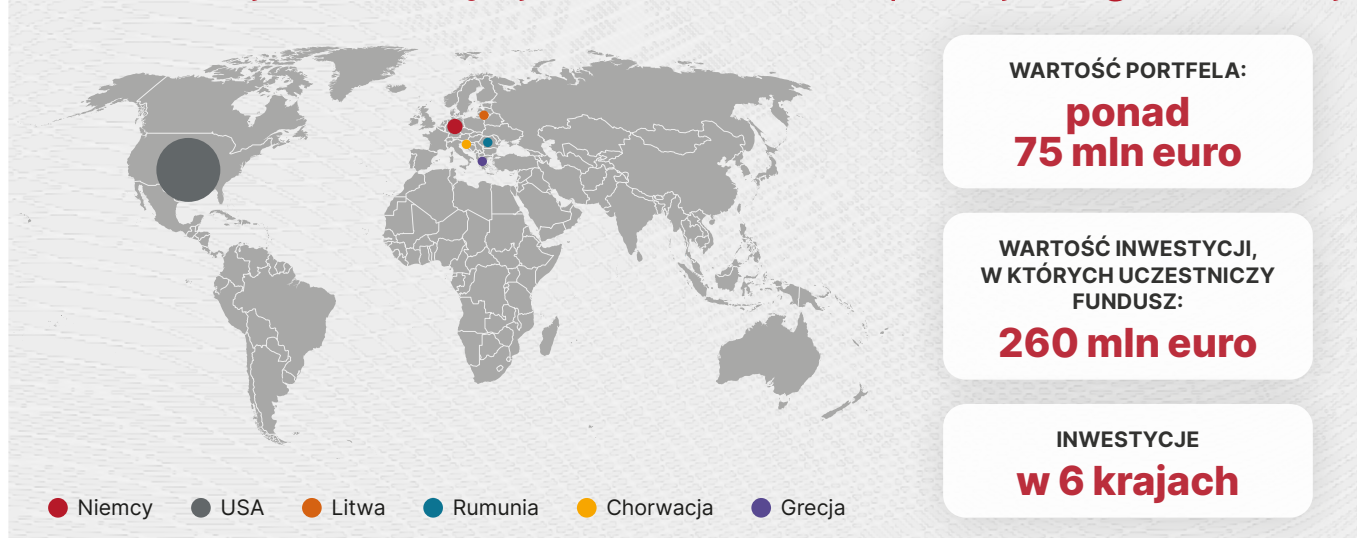 WARTOŚĆ PORTFELA:
ponad
75 mln euro
WARTOŚĆ INWESTYCJI,
W KTÓRYCH UCZESTNICZY
FUNDUSZ:
260 mln euro
INWESTYCJE
w 6 krajach
Niemcy USA Litwa Rumunia Chorwacja Grecja